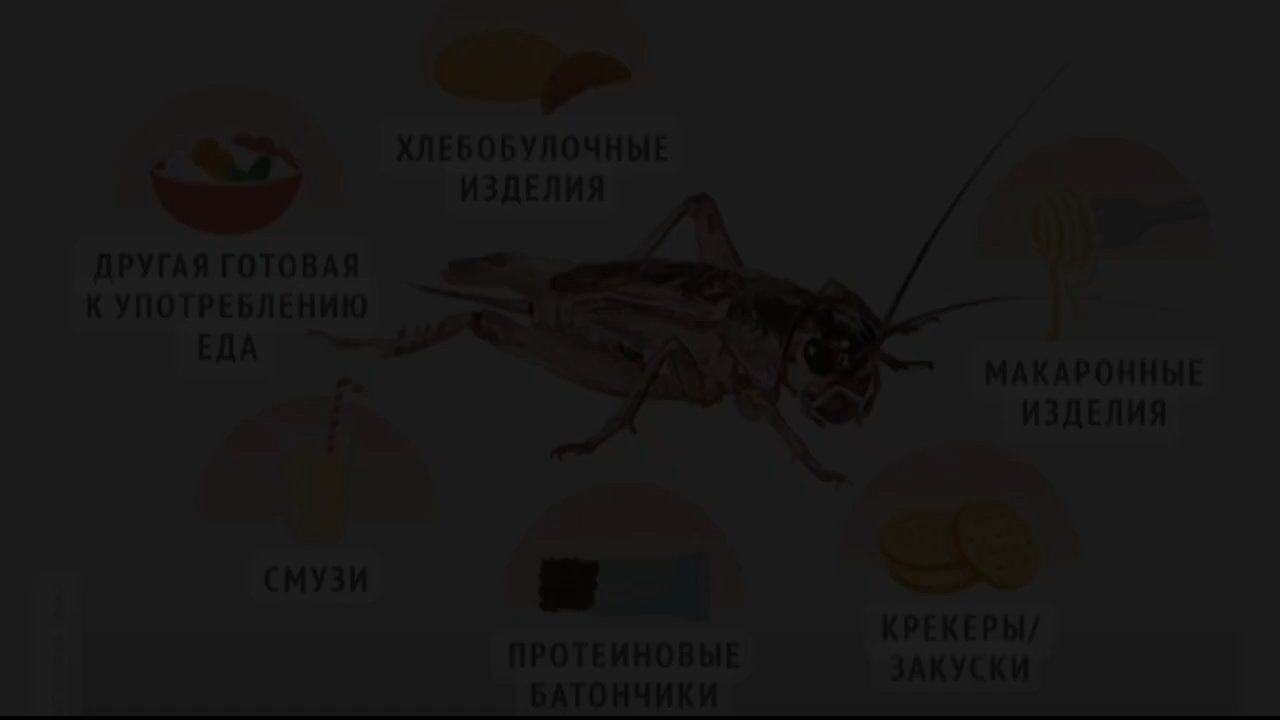 ХЛЕБОБУЛОЧНЫЕ
ИЗДЕЛИЯ
ДРУГАЯ ГОТОВАЯ
К УПОТРЕБЛЕНИЮ
ЕДА
МАКАРОННЫЕ
ИЗДЕЛИЯ
СМУЗИ
КРЕКЕРЫ/
ЗАКУСКИ
ПРОТЕИНОВЫЕ
БАТОНЧИКИ